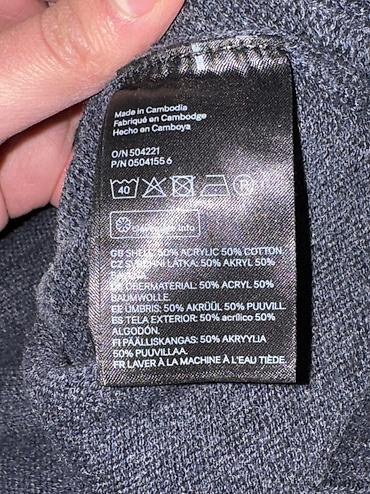 Made in Cambodia
Fabriqué en Cambodge
Hecho en Camboya
O/N 504221
P/N 0504155 6
40 R
Clevercare.info
GB SHELL: 50% ACRYLIC 50% COTTON.
CZ LÁTKA: 50% AKRYL 50%
DE OBERMATERIAL: 50% ACRYL 50%
BAUMWOLLE.
EE ÜMBRIS: 50% AKRÜÜL 50% PUUVILL.
ES TELA EXTERIOR: 50% acrílico 50%
ALGODÓN.
FI PÄÄLLISKANGAS: 50% AKRYYLIA
50% PUUVILLAA.
FR LAVER À LA MACHINE À L'EAU TIÈDE.